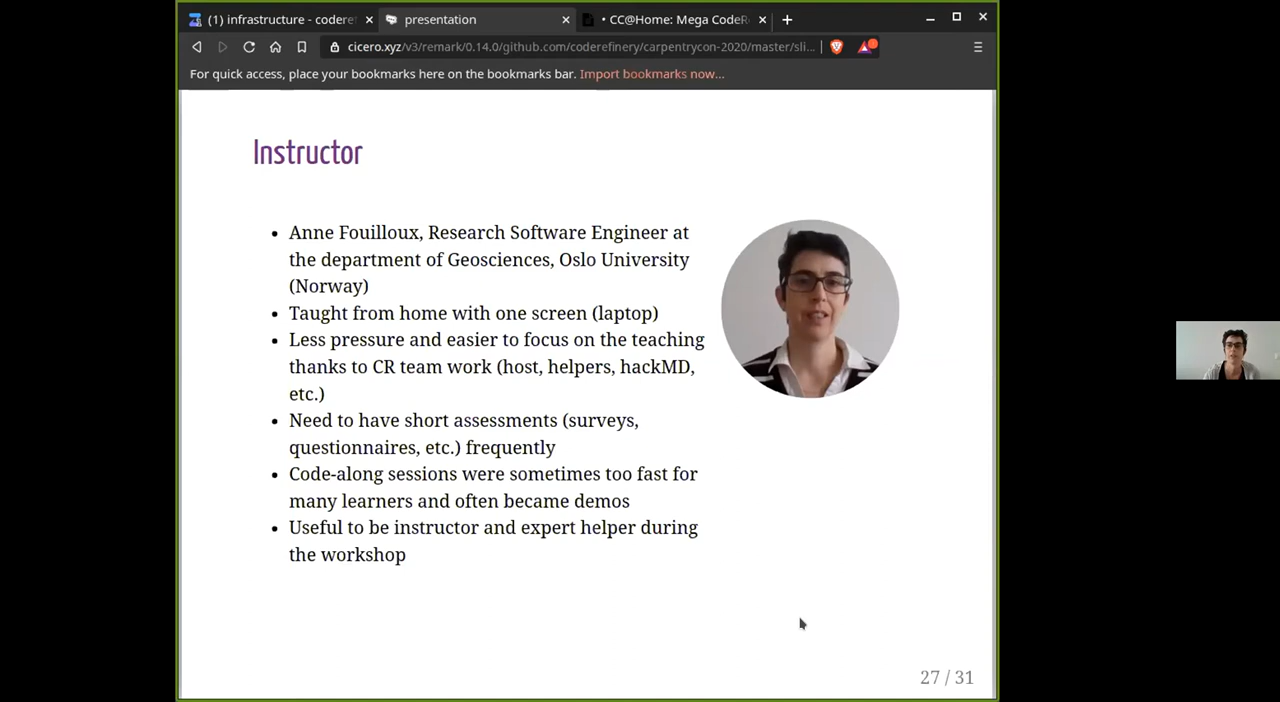 (1) infrastructure - coderef
presentation
• CC@Home: Mega CodeR
cicero.xyz/v3/remark/0.14.0/github.com/coderefinery/carpentrycon-2020/master/sli...
For quick access, place your bookmarks here on the bookmarks bar. Import bookmarks now...
Instructor
• Anne Fouilloux, Research Software Engineer at
the department of Geosciences, Oslo University
(Norway)
• Taught from home with one screen (laptop)
• Less pressure and easier to focus on the teaching
thanks to CR team work (host, helpers, hackMD,
etc.)
• Need to have short assessments (surveys,
questionnaires, etc.) frequently
• Code-along sessions were sometimes too fast for
many learners and often became demos
• Useful to be instructor and expert helper during
the workshop
27 / 31